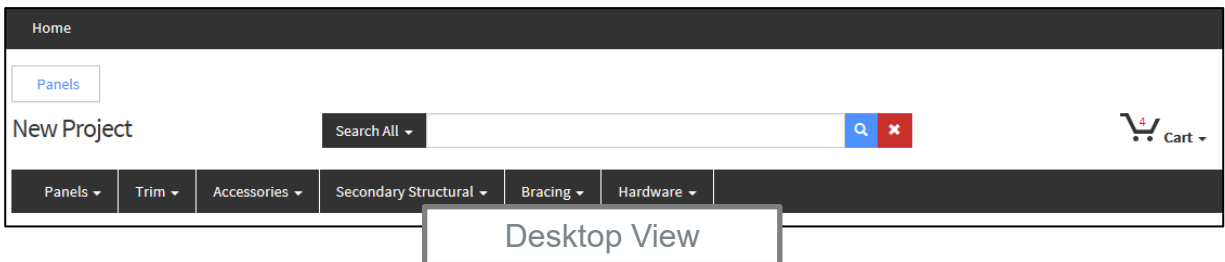 Home
Panels
New Project
Search All
4
Cart
Panels Trim Accessories Secondary Structural Bracing Hardware
Desktop View